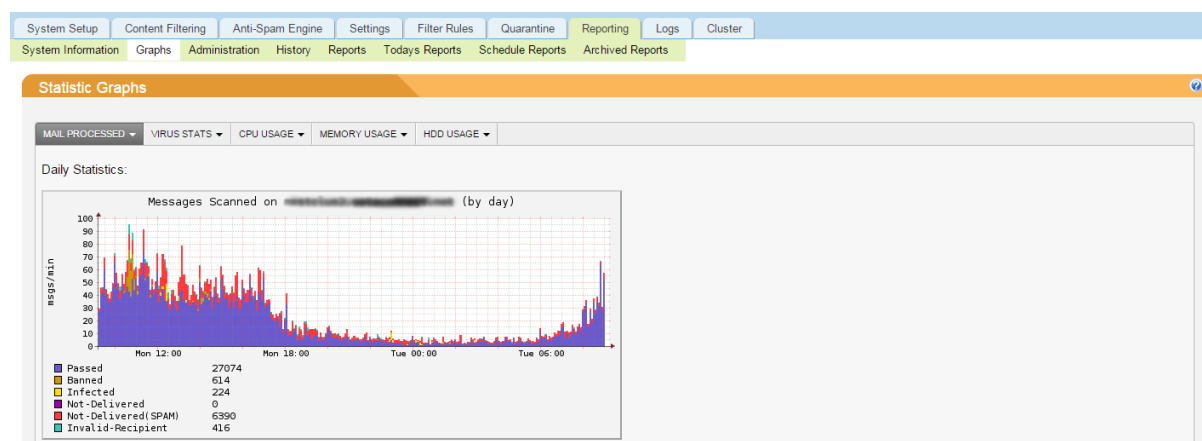 System Setup Content Filtering Anti-Spam Engine Settings Filter Rules Quarantine Reporting Logs Cluster
System Information Graphs Administration History Reports Todays Reports Schedule Reports Archived Reports
Statistic Graphs
MAIL PROCESSED VIRUS STATS CPU USAGE MEMORY USAGE HDD USAGE
Daily Statistics:
Messages Scanned on (by day)
msgs/min
100
90
80
70
60
50
40
30
20
10
0
Mon 12:00 Mon 18:00 Tue 00:00 Tue 06:00
Passed 27074
Banned 614
Infected 224
Not-Delivered 0
Not-Delivered(SPAM) 6390
Invalid-Recipient 416